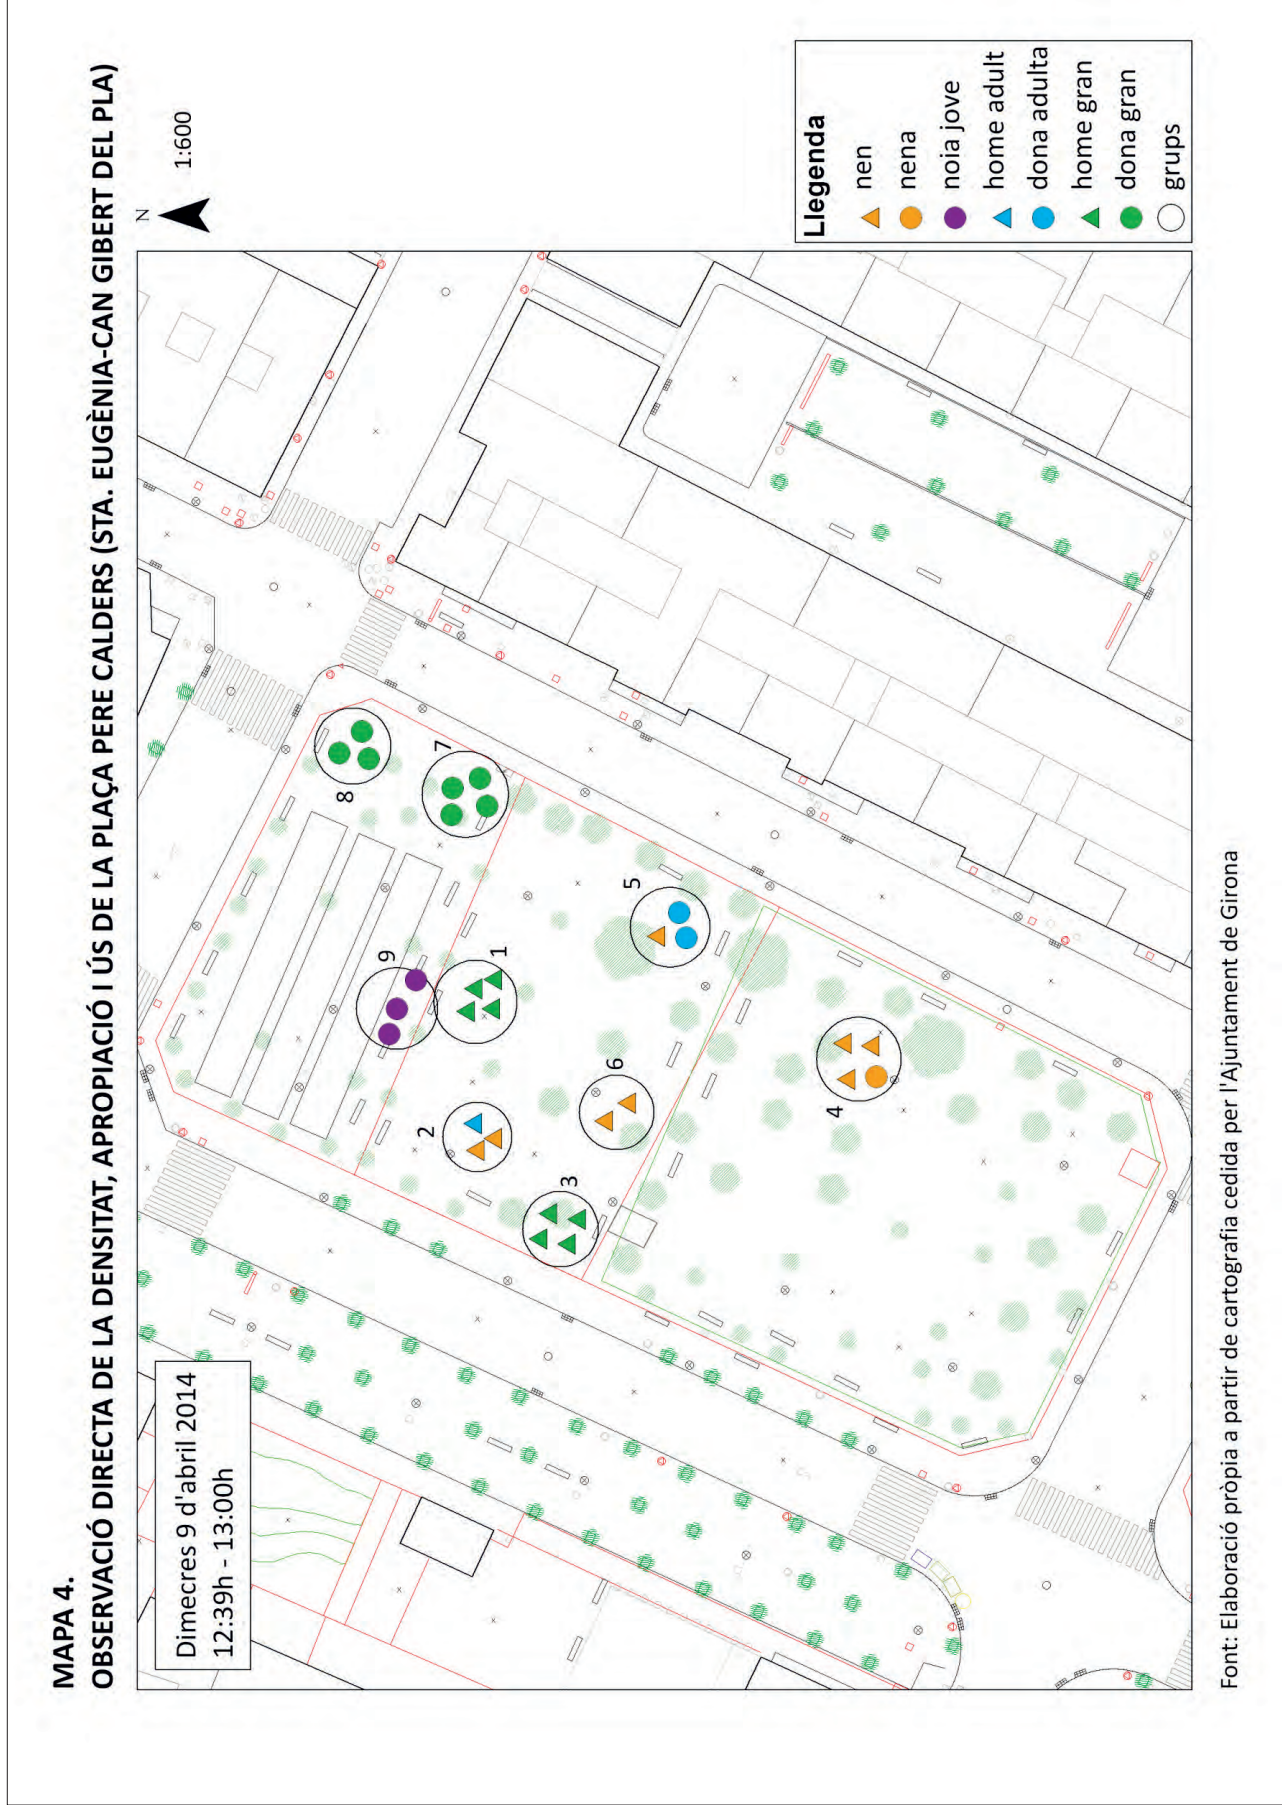 MAPA 4.
OBSERVACIÓ DIRECTA DE LA DENSITAT, APROPIACIÓ I ÚS DE LA PLAÇA PERE CALDERS (STA. EUGÈNIA-CAN GIBERT DEL PLA)
Dimecres 9 d'abril 2014
12:39h - 13:00h
N
1:600
8
7
9
1
5
2
6
3
4
Llegenda
nen
nena
noia jove
home adult
dona adulta
home gran
dona gran
grups
Font: Elaboració pròpia a partir de cartografia cedida per l'Ajuntament de Girona